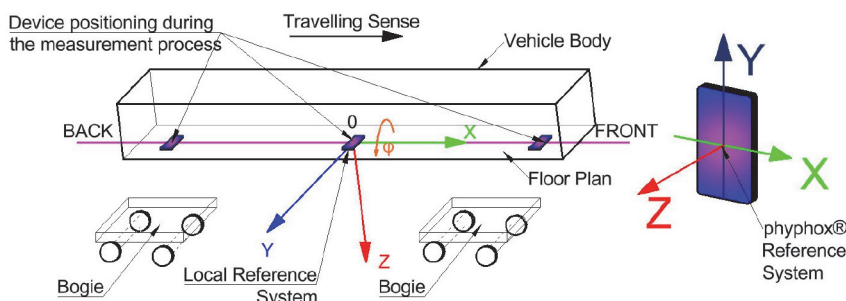 Device positioning during
the measurement process
Travelling Sense
Vehicle Body
BACK
0
X
φ
FRONT
Floor Plan
Y
Z
Local Reference
System
Bogie
Bogie
Y
X
Z
phyphox®
Reference
System